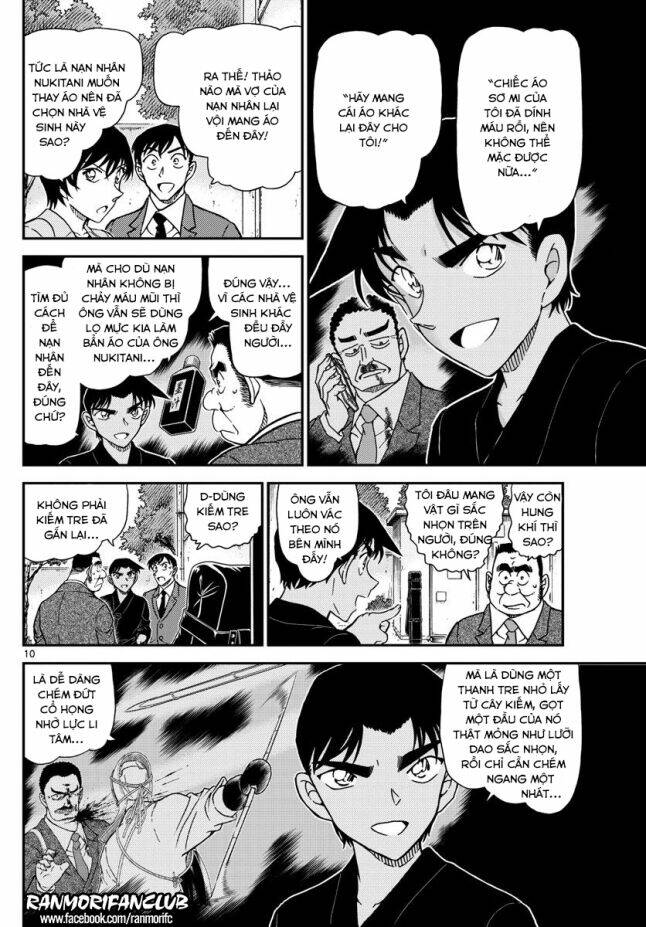 TỨC LÀ NẠN
NHÂN
NUKITANI MUỐN
THAY ÁO NÊN ĐÃ
CHỌN NHÀ VỆ
SINH NÀY
SAO?
RA THẾ! THẢO
NÀO MÀ VỢ CỦA
NẠN NHÂN LẠI
VỘI MANG ÁO
ĐẾN ĐÂY!
“HÃY MANG
CÁI ÁO KHÁC
LẠI ĐÂY CHO
TÔI!
“CHIẾC ÁO
SƠ MI CỦA
TÔI ĐÃ DÍNH
MÁU RỒI, NÊN
KHÔNG THỂ
MẶC ĐƯỢC
NỮA...”
TÌM ĐỦ
CÁCH
ĐỂ
NẠN
NHÂN
ĐẾN
ĐÂY,
ĐÚNG
CHỨ?
MÀ CHO DÙ NẠN
NHÂN KHÔNG BỊ
CHẢY MÁU MŨI THÌ
ÔNG VẪN SẼ DÙNG
LỌ MỰC KIA LÀM
BẨN ÁO CỦA ÔNG
NUKITANI...
ĐÚNG VẬY...
VÌ CÁC NHÀ VỆ
SINH KHÁC
ĐỀU ĐẦY
NGƯỜI...
KHÔNG PHẢI
KIẾM TRE ĐÃ
GẮN LẠI...
D-DÙNG
KIẾM TRE
SAO?
ÔNG VẪN
LUÔN VÁC
THEO NÓ
BÊN MÌNH
ĐẤY!
TÔI ĐÂU MANG
VẬT GÌ SẮC
NHỌN TRÊN
NGƯỜI, ĐÚNG
KHÔNG?
VẬY CÒN
HUNG
KHÍ THÌ
SAO?
10
LÀ DỄ DÀNG
CHÉM ĐỨT
CỔ HỌNG
NHỜ LỰC LI
TÂM...
MÀ LÀ DÙNG MỘT
THANH TRE NHỎ LẤY
TỪ CÂY KIẾM, GỌT
MỘT ĐẦU CỦA NÓ
THẬT MỎNG NHƯ LƯỠI
DAO SẮC NHỌN,
RỒI CHỈ CẦN CHÉM
NGANG MỘT
NHÁT...
RANMORIFANCLUB
www.facebook.com/ranmorifc